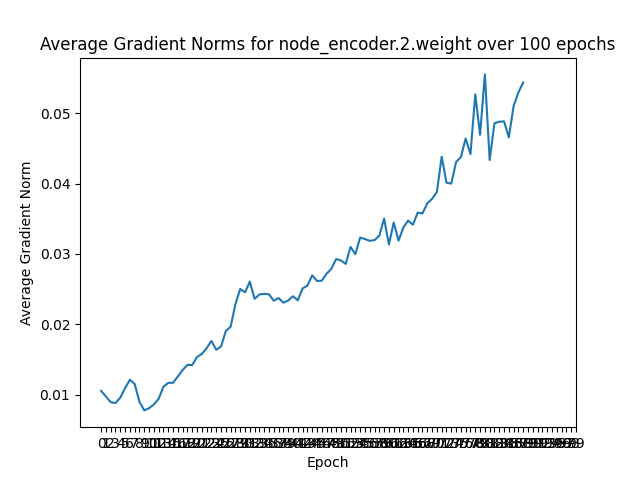 Average Gradient Norms for node_encoder.2.weight over 100 epochs
0.05
0.04
0.03
0.02
0.01
Average Gradient Norm
Epoch